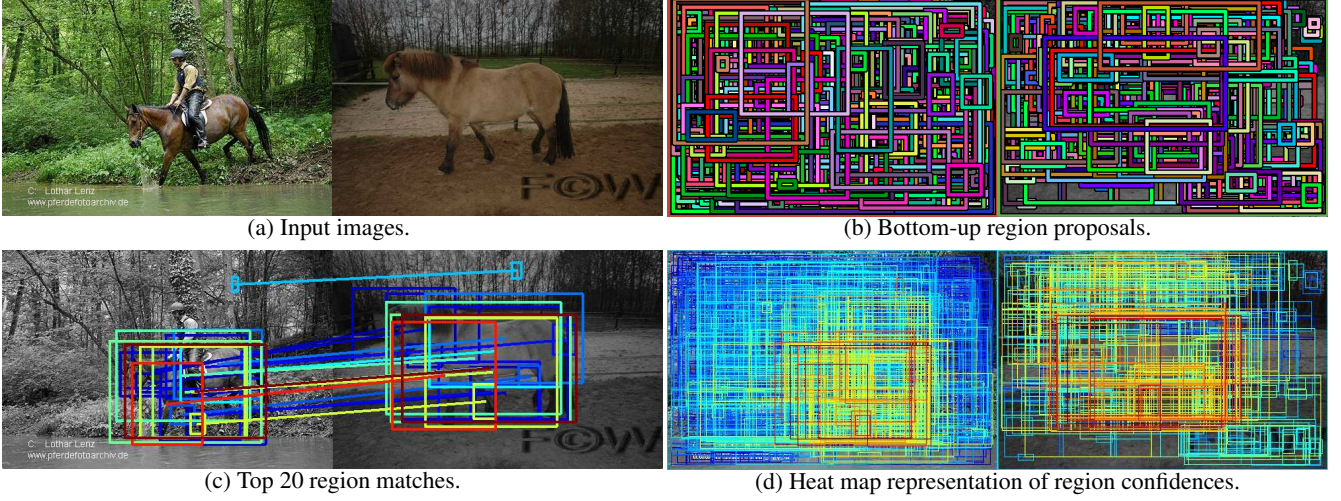 C: Lothar Lenz
www.pferdefotoarchiv.de
F©W
(a) Input images.
(b) Bottom-up region proposals.
C: Lothar Lenz
www.pferdefotoarchiv.de
F©W
(c) Top 20 region matches.
(d) Heat map representation of region confidences.